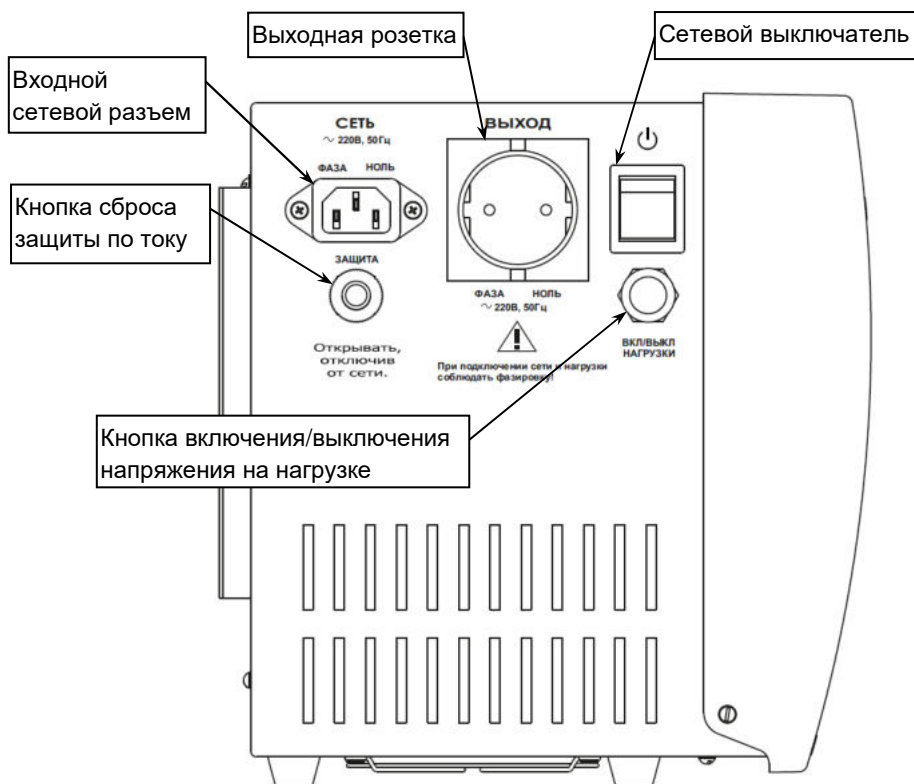 Выходная розетка
Сетевой выключатель
Входной
сетевой разъем
СЕТЬ
~ 220В, 50Гц
ФАЗА НОЛЬ
ВЫХОД
Кнопка сброса
защиты по току
ЗАЩИТА
ФАЗА НОЛЬ
~ 220В, 50Гц
Открывать,
отключив
от сети.
При подключении сети и нагрузки
соблюдать фазировку!
ВКЛ/ВЫКЛ
НАГРУЗКИ
Кнопка включения/выключения
напряжения на нагрузке